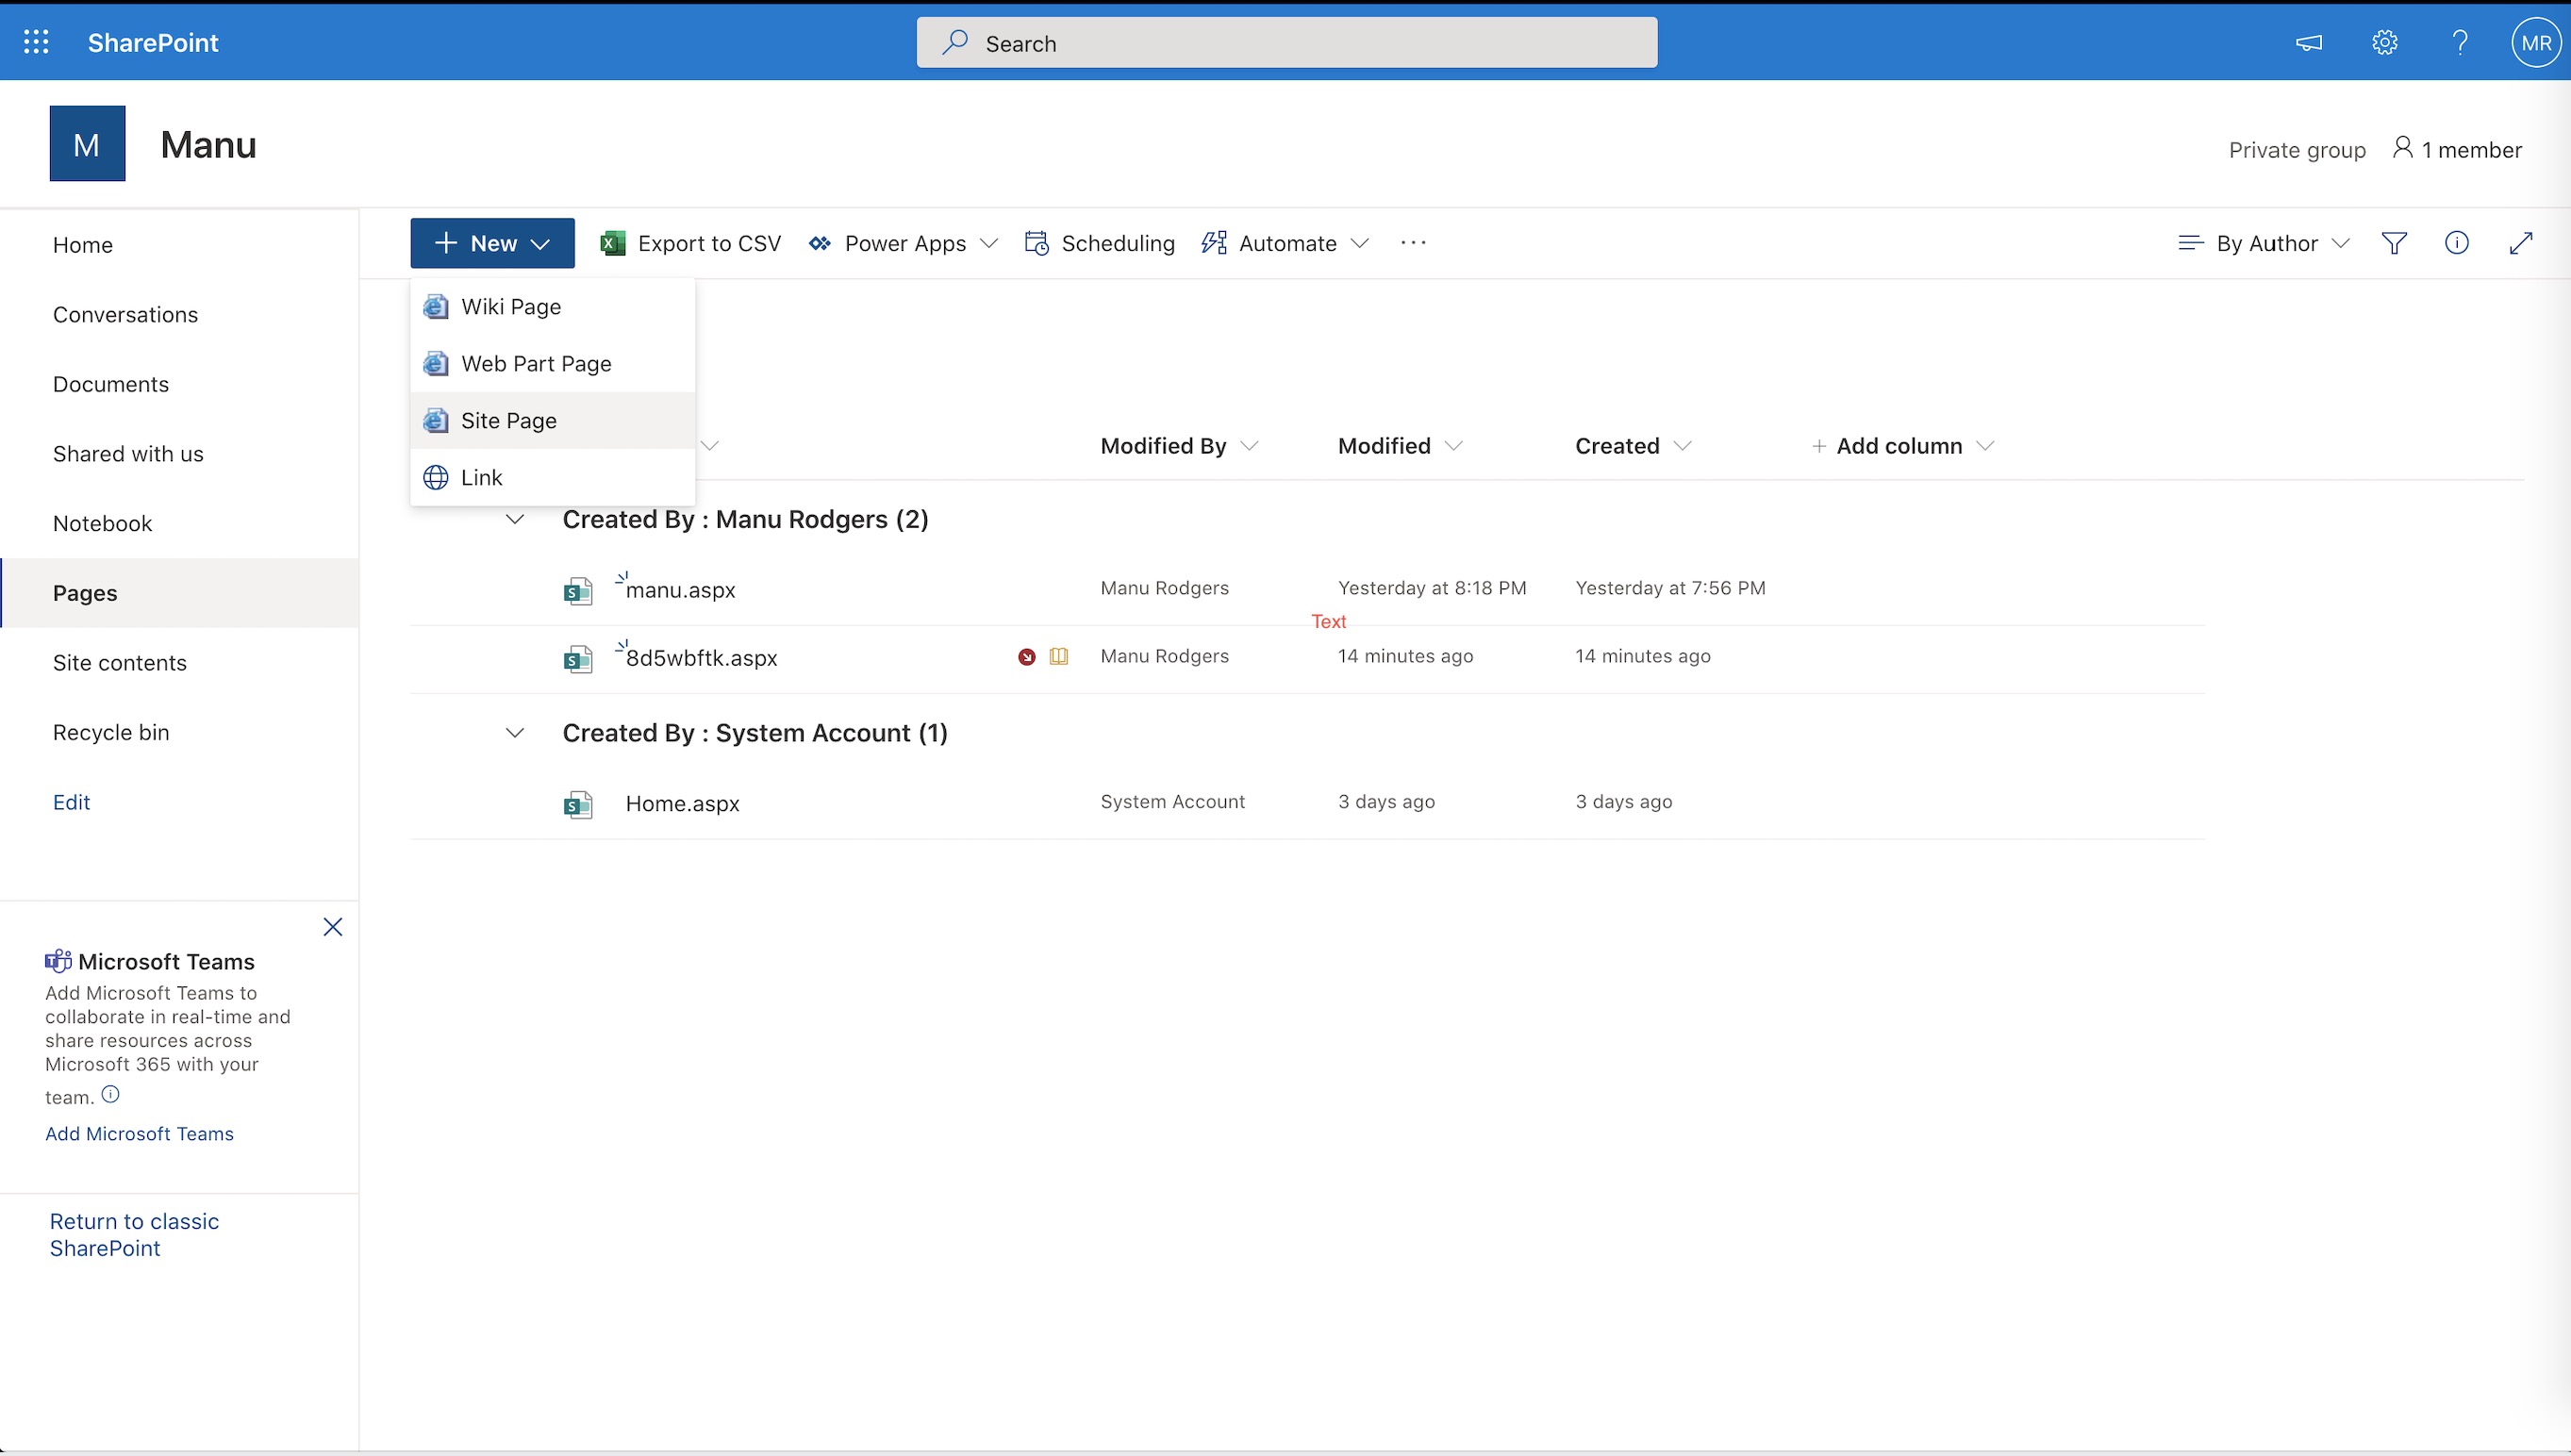 SharePoint
Search
MR
M
Manu
Private group 1 member
Home
Conversations
Documents
Shared with us
Notebook
Pages
Site contents
Recycle bin
Edit
Microsoft Teams
Add Microsoft Teams to
collaborate in real-time and
share resources across
Microsoft 365 with your
team.
Add Microsoft Teams
Return to classic
SharePoint
+ New Export to CSV Power Apps Scheduling Automate ... By Author
Wiki Page
Web Part Page
Site Page
Link
Modified By Modified Created + Add column
Created By : Manu Rodgers (2)
manu.aspx Manu Rodgers Yesterday at 8:18 PM Yesterday at 7:56 PM
Text
8d5wbftk.aspx Manu Rodgers 14 minutes ago 14 minutes ago
Created By : System Account (1)
Home.aspx System Account 3 days ago 3 days ago